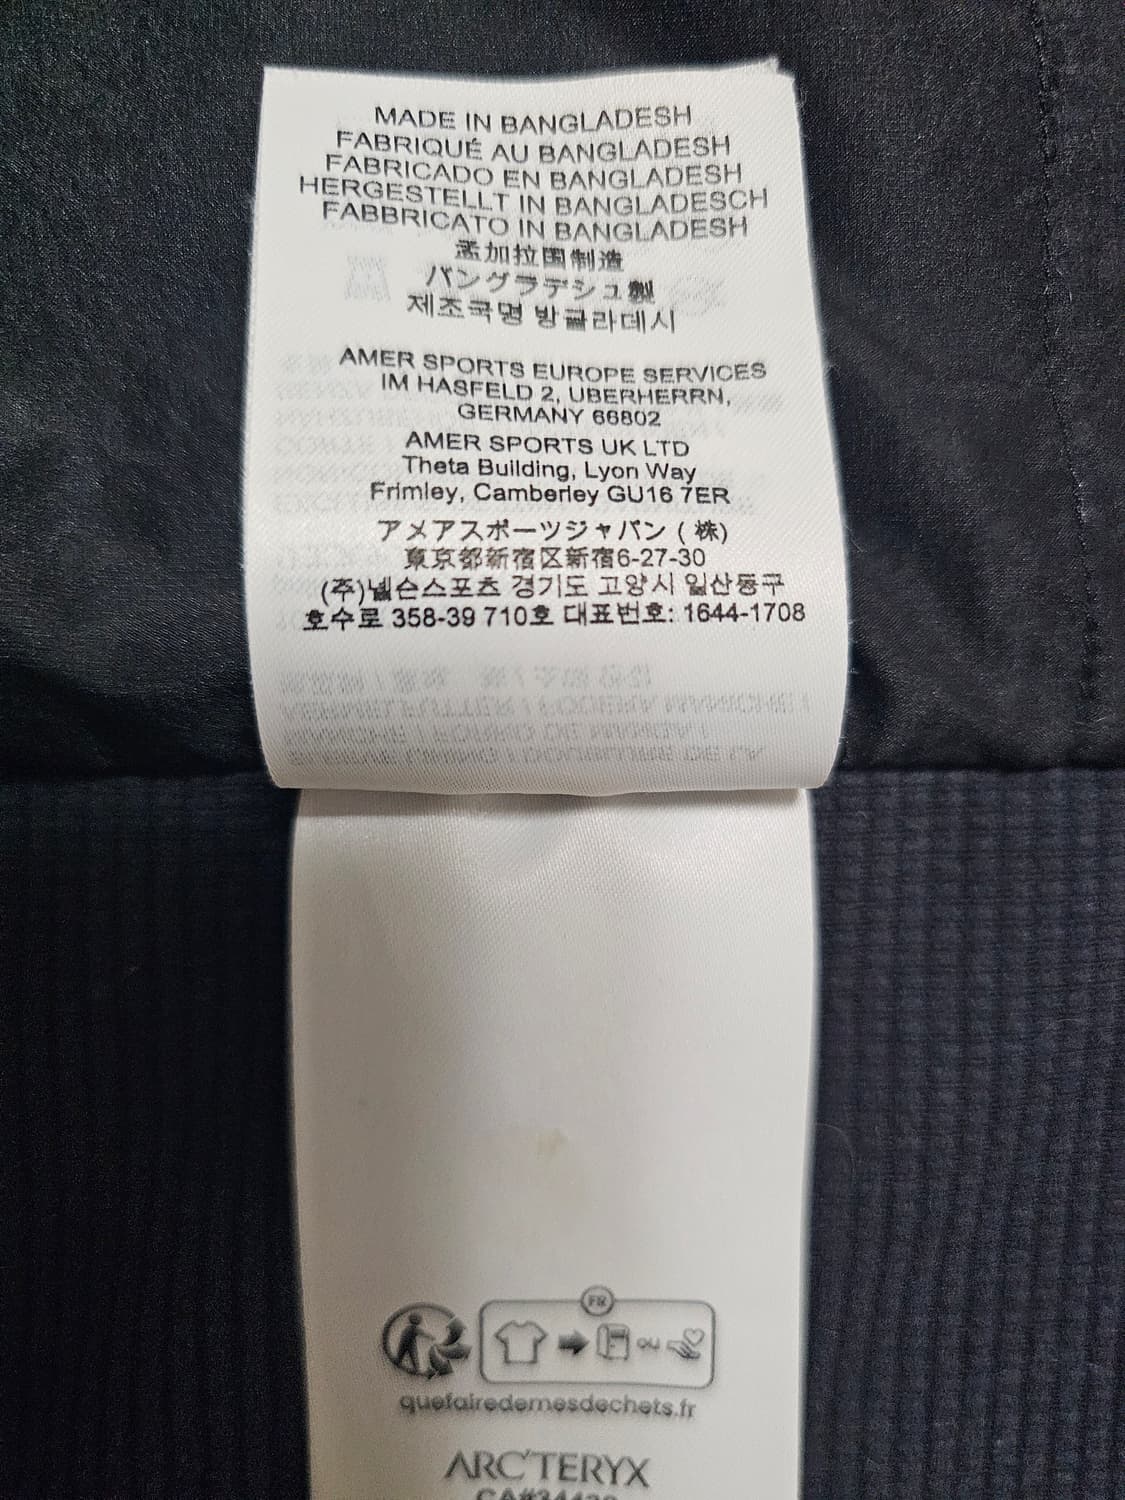 MADE IN BANGLADESH
FABRIQUÉ AU BANGLADESH
FABRICADO EN BANGLADESH
HERGESTELLT IN BANGLADESCH
FABBRICATO IN BANGLADESH
孟加拉国制造
バングラデシュ製
제조국명 방글라데시
AMER SPORTS EUROPE SERVICES
IM HASFELD 2, UBERHERRN,
GERMANY 66802
AMER SPORTS UK LTD
Theta Building, Lyon Way
Frimley, Camberley GU16 7ER
アメアスポーツジャパン (株)
東京都新宿区新宿6-27-30
(주)넬슨스포츠 경기도 고양시 일산동구
호수로 358-39 710호 대표번호: 1644-1708
FR
ou
quefairedemesdechets.fr
ARC'TERYX